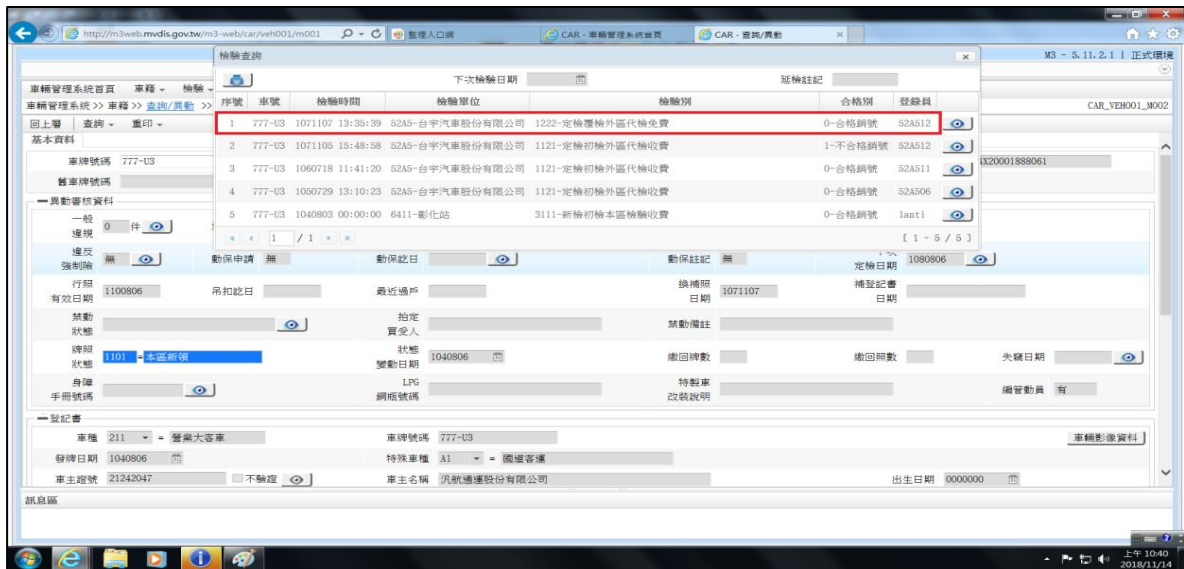 http://m3web.mvdis.gov.tw/m3-web/car/veh001/m001 監理入口網 CAR - 車輛管理系統首頁 CAR - 查詢/異動
M3 - 5.11.2.1 | 正式環境
檢驗查詢
車輛管理系統首頁 車籍 檢驗
下次檢驗日期 延檢註記
車輛管理系統 >> 車籍 >> 查詢/異動 >> CAR_VEH001_M002
序號 車號 檢驗時間 檢驗單位 檢驗別 合格別 登錄員
回上層 查詢 重印
1 777-U3 1071107 13:35:39 52A5-台宇汽車股份有限公司 1222-定檢覆檢外區代檢免費 0-合格銷號 52A512
2 777-U3 1071105 15:48:58 52A5-台宇汽車股份有限公司 1121-定檢初檢外區代檢收費 1-不合格銷號 52A512
3 777-U3 1060718 11:41:20 52A5-台宇汽車股份有限公司 1121-定檢初檢外區代檢收費 0-合格銷號 52A511
4 777-U3 1050729 13:10:23 52A5-台宇汽車股份有限公司 1121-定檢初檢外區代檢收費 0-合格銷號 52A506
5 777-U3 1040803 00:00:00 6411-彰化站 3111-新檢初檢本區檢驗收費 0-合格銷號 lanti
1 / 1 [ 1 - 5 / 5 ]
基本資料
車牌號碼 777-U3 X20001888061
舊車牌號碼
異動審核資料
一般違規 0 件
違反強制險 無 動保申請 無 動保訖日 動保註記 無 定檢日期 1080806
行照有效日期 1100806 吊扣訖日 最近過戶 換補照日期 1071107 補登記書日期
禁動狀態 拍定買受人 禁動備註
牌照狀態 1101 =本區新領 狀態變動日期 1040806 繳回牌數 繳回照數 失竊日期
身障手冊號碼 LPG鋼瓶號碼 特製車改裝說明 編管動員 有
登記書
車種 211 = 營業大客車 車牌號碼 777-U3 車輛影像資料
發牌日期 1040806 特殊車種 A1 = 國道客運
車主證號 21242047 不驗證 車主名稱 汎航通運股份有限公司 出生日期 0000000
訊息區
上午 10:40
2018/11/14